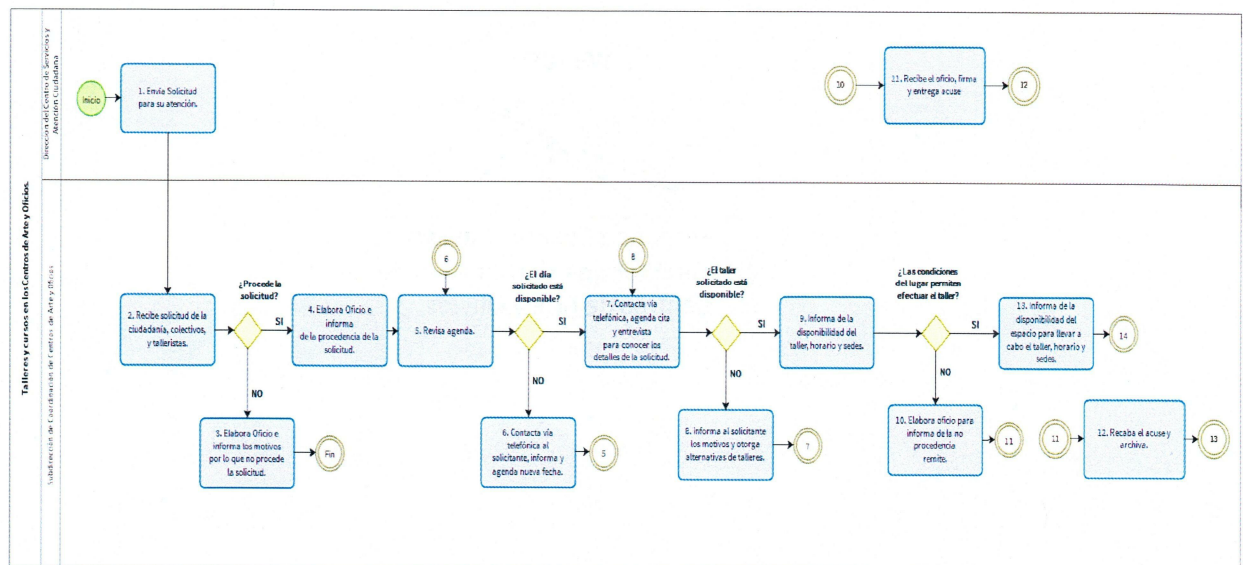 Talleres y cursos en los Centros de Arte y Oficios.
Dirección del Centro de Servicios y
Atención Ciudadana
Inicio
1. Envía Solicitud
para su atención.
10
11. Recibe el oficio, firma
y entrega acuse
12
Subdirección de Coordinación de Centros de Arte y Oficios
2. Recibe solicitud de la
ciudadanía, colectivos,
y talleristas.
¿Procede la
solicitud?
SI
NO
3. Elabora Oficio e
informa los motivos
por lo que no procede
la solicitud.
Fin
4. Elabora Oficio e
informa
de la procedencia de la
solicitud.
6
5. Revisa agenda.
¿El día
solicitado está
disponible?
SI
NO
6. Contacta vía
telefónica al
solicitante, informa y
agenda nueva fecha.
5
8
7. Contacta vía
telefónica, agenda cita
y entrevista
para conocer los
detalles de la solicitud.
¿El taller
solicitado está
disponible?
SI
NO
8. Informa al solicitante
los motivos y otorga
alternativas de talleres.
7
9. Informa de la
disponibilidad del
taller, horario y sedes.
¿Las condiciones
del lugar permiten
efectuar el taller?
SI
NO
10. Elabora oficio para
informa de la no
procedencia
remite.
11
13. Informa de la
disponibilidad del
espacio para llevar a
cabo el taller, horario y
sedes.
14
11
12. Recaba el acuse y
archiva.
13